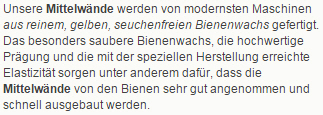 Unsere Mittelwände werden von modernsten Maschinen
aus reinem, gelben, seuchenfreien Bienenwachs gefertigt.
Das besonders saubere Bienenwachs, die hochwertige
Prägung und die mit der speziellen Herstellung erreichte
Elastizität sorgen unter anderem dafür, dass die
Mittelwände von den Bienen sehr gut angenommen und
schnell ausgebaut werden.